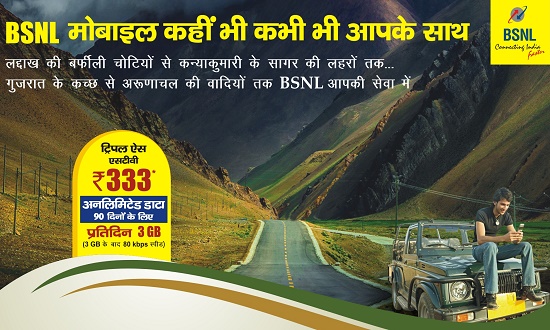 BSNL मोबाइल कहीं भी कभी भी आपके साथ
लद्दाख की बर्फीली चोटियों से कन्याकुमारी के सागर की लहरों तक...
गुजरात के कच्छ से अरूणाचल की वादियों तक BSNL आपकी सेवा में
BSNL
Connecting India
Faster
ट्रिपल ऐस
एसटीवी
₹333*
अनलिमिटेड डाटा
90 दिनों के लिए
प्रतिदिन 3 GB
(3 GB के बाद 80 kbps स्पीड)